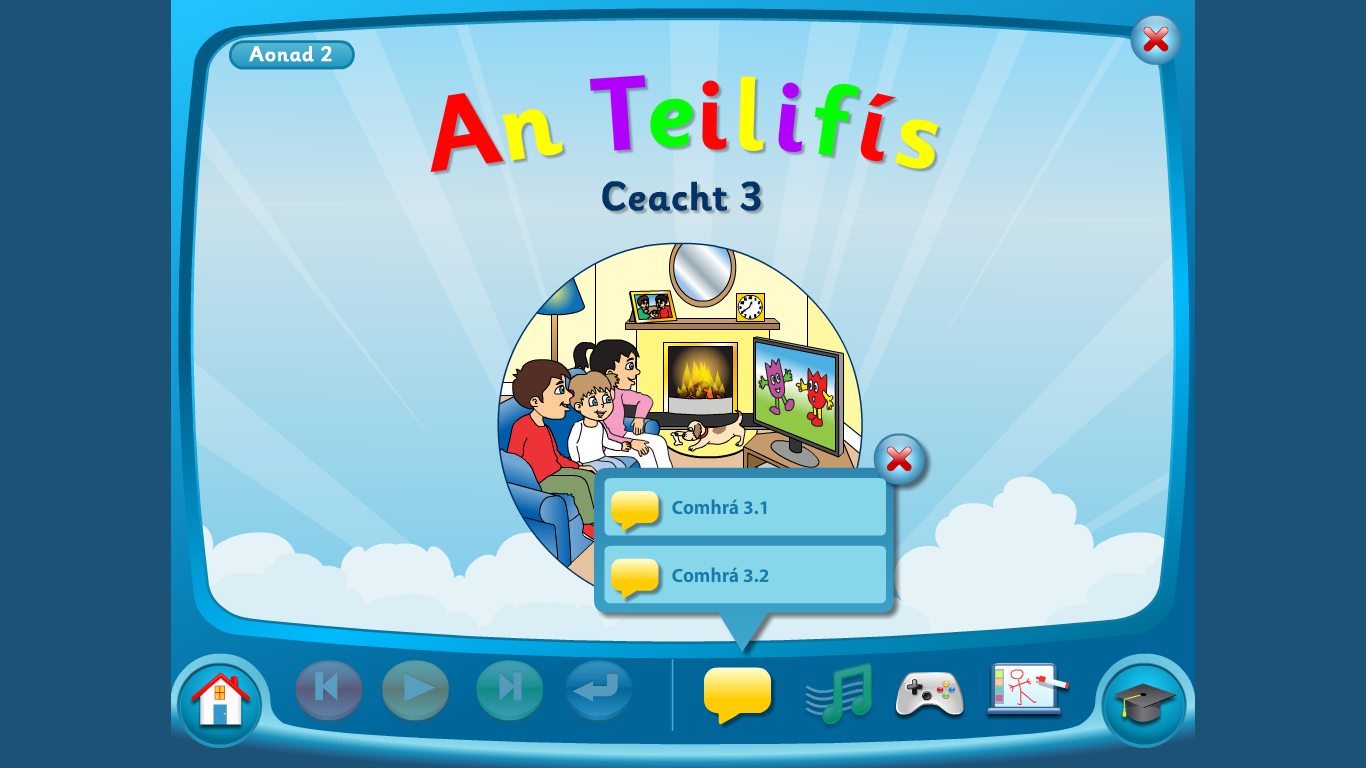 Aonad 2
An Teilifís
Ceacht 3
Comhrá 3.1
Comhrá 3.2